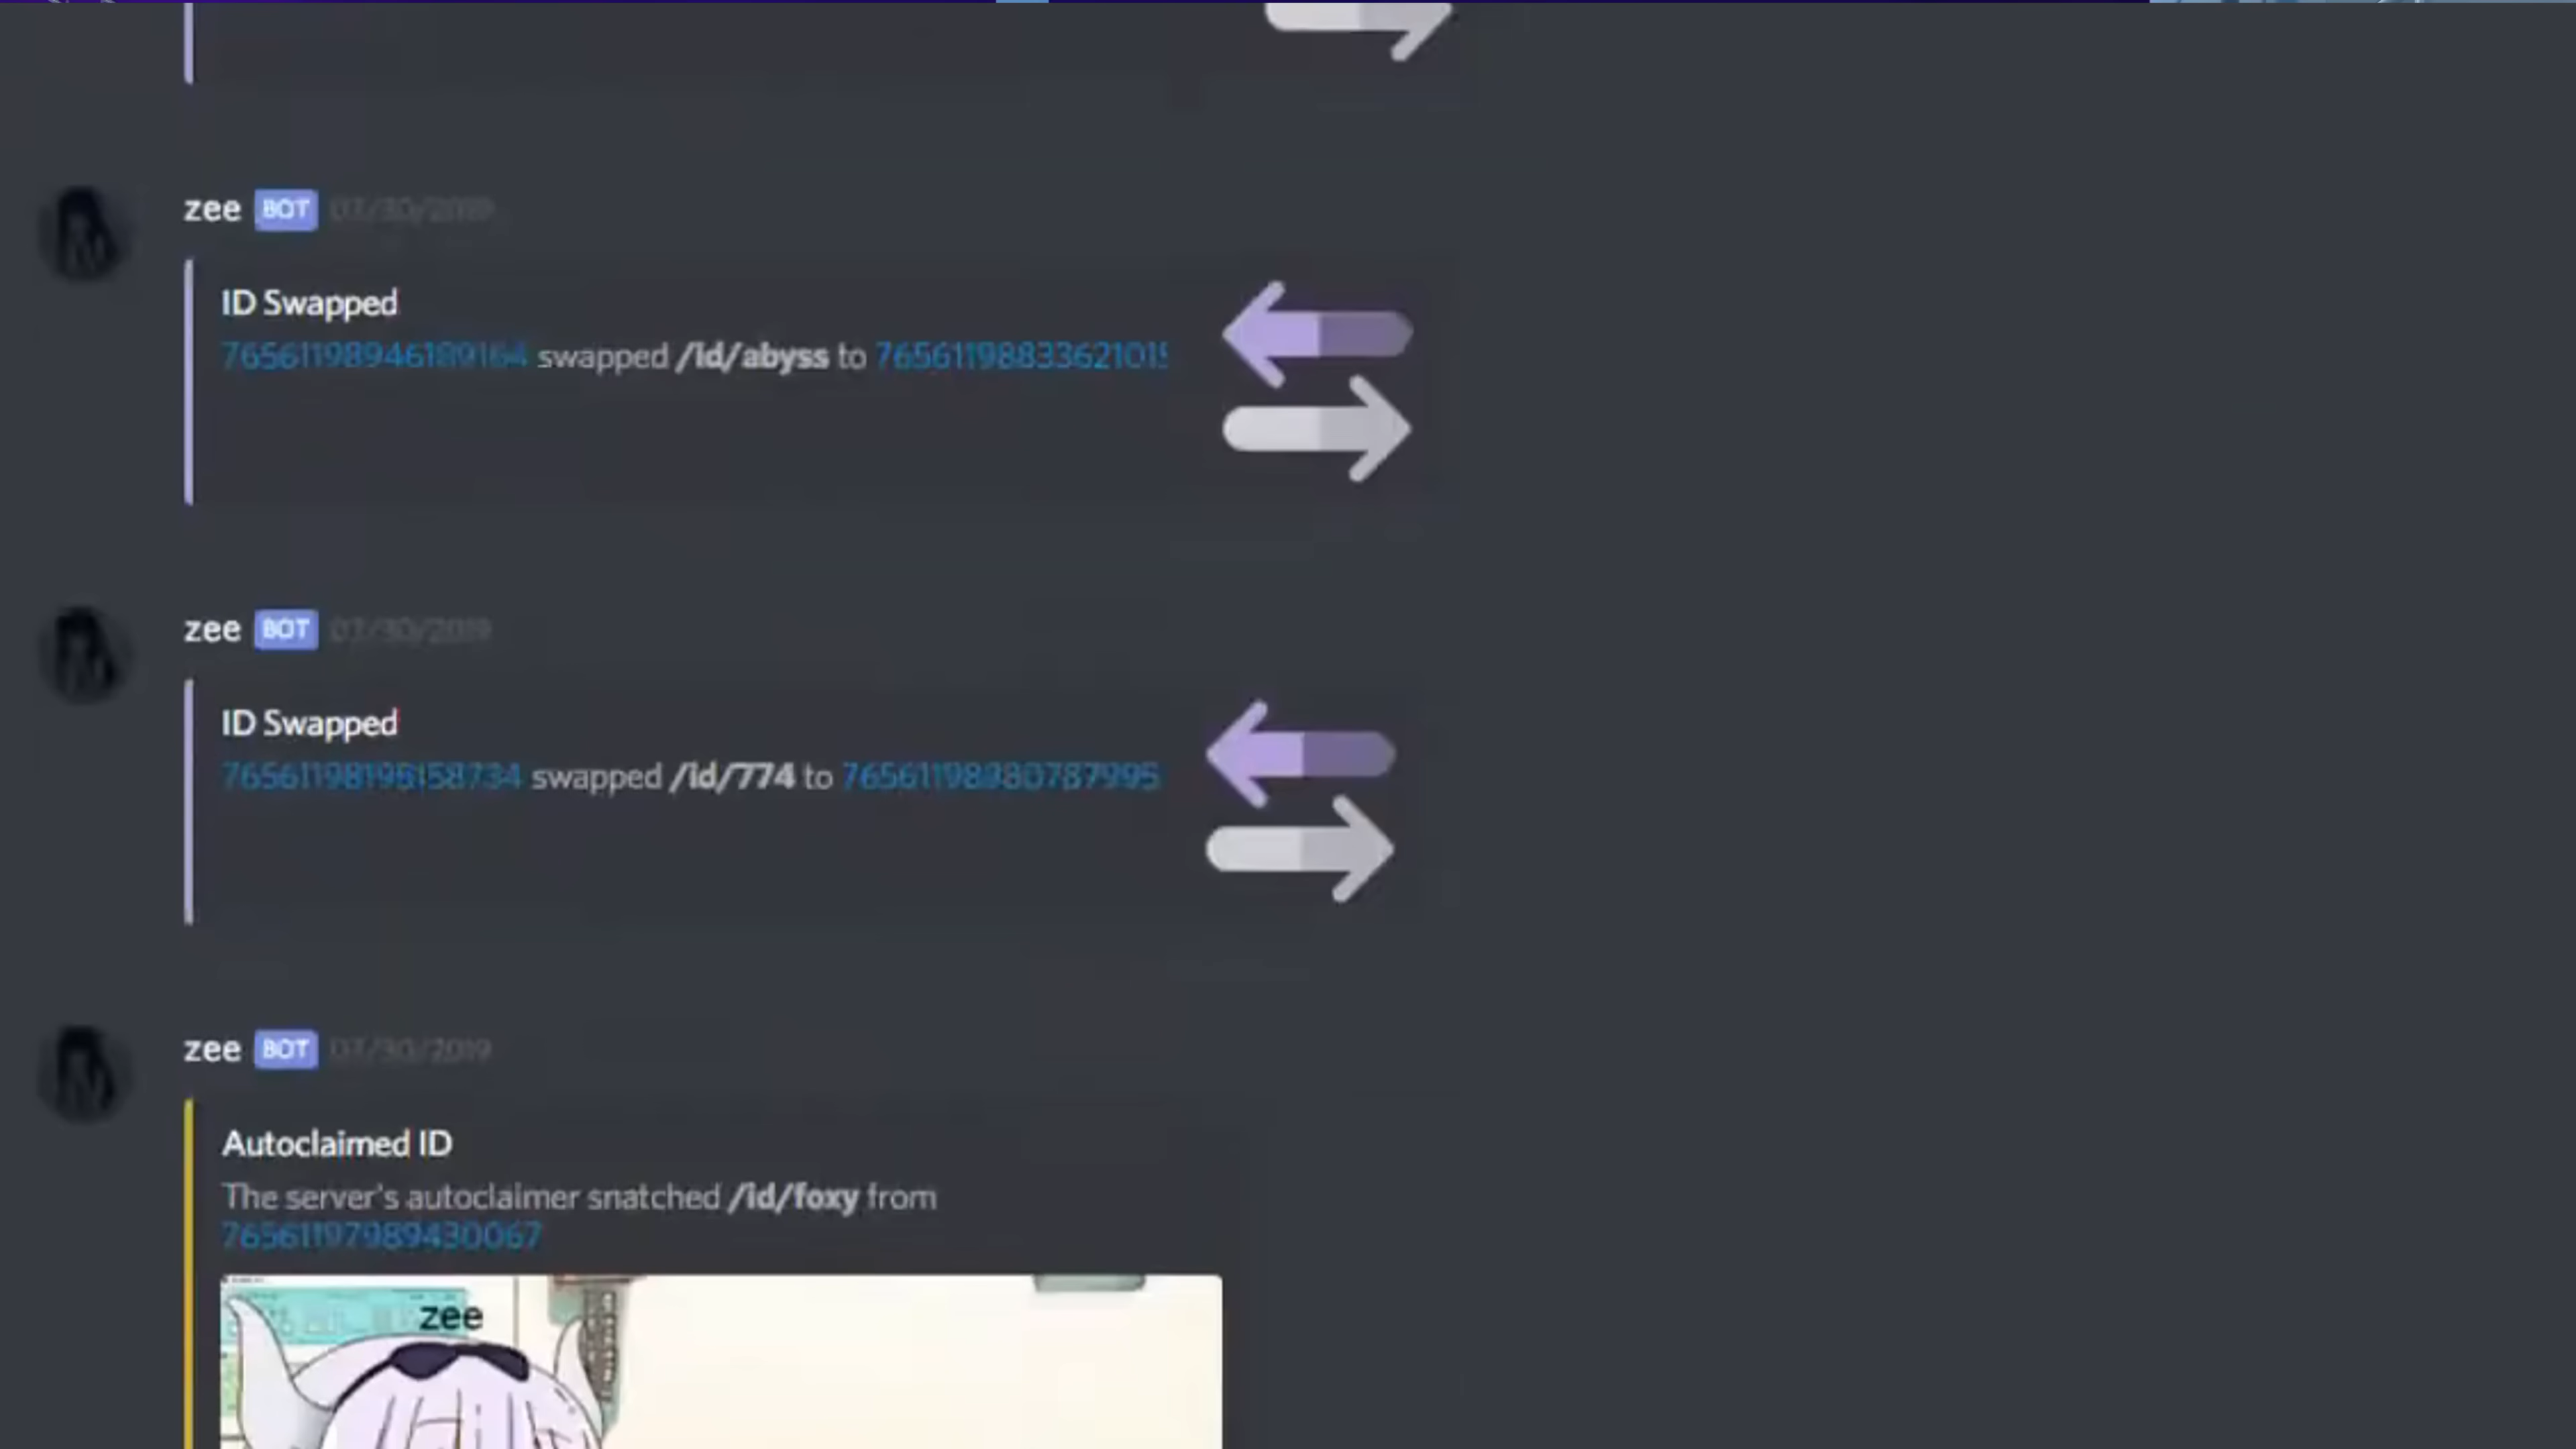 zee BOT 07/30/2019
ID Swapped
76561198946189164 swapped /id/abyss to 7656119883362101
zee BOT 07/30/2019
ID Swapped
76561198195158734 swapped /id/774 to 76561198380787995
zee BOT 07/30/2019
Autoclaimed ID
The server's autoclaimer snatched /id/foxy from
76561197989430067
zee